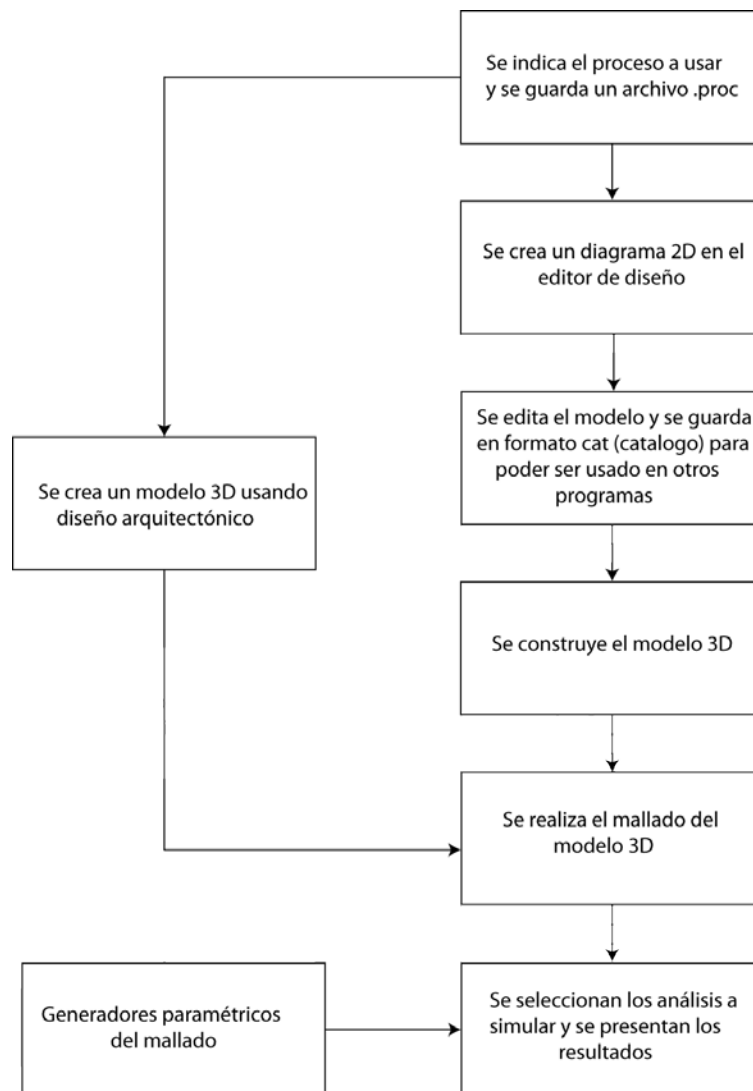 Se indica el proceso a usar
y se guarda un archivo .proc
Se crea un diagrama 2D en el
editor de diseño
Se edita el modelo y se guarda
en formato cat (catalogo) para
poder ser usado en otros
programas
Se crea un modelo 3D usando
diseño arquitectónico
Se construye el modelo 3D
Se realiza el mallado del
modelo 3D
Generadores paramétricos
del mallado
Se seleccionan los análisis a
simular y se presentan los
resultados